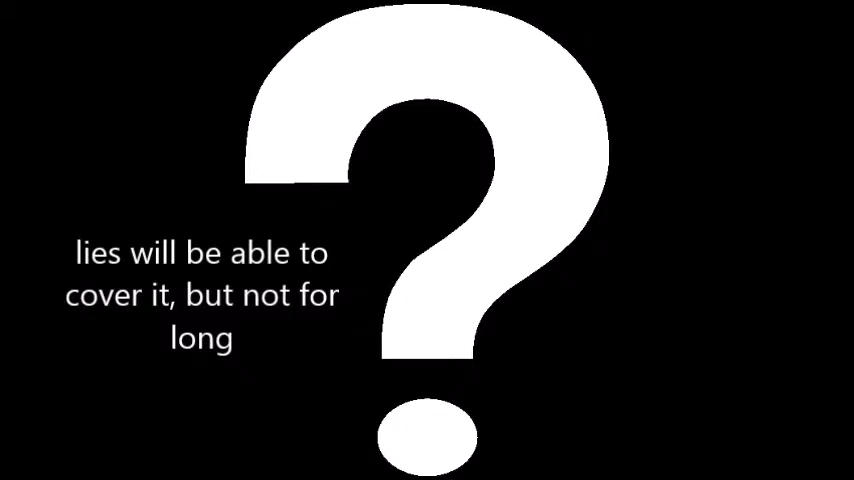 lies will be able to
cover it, but not for
long
?